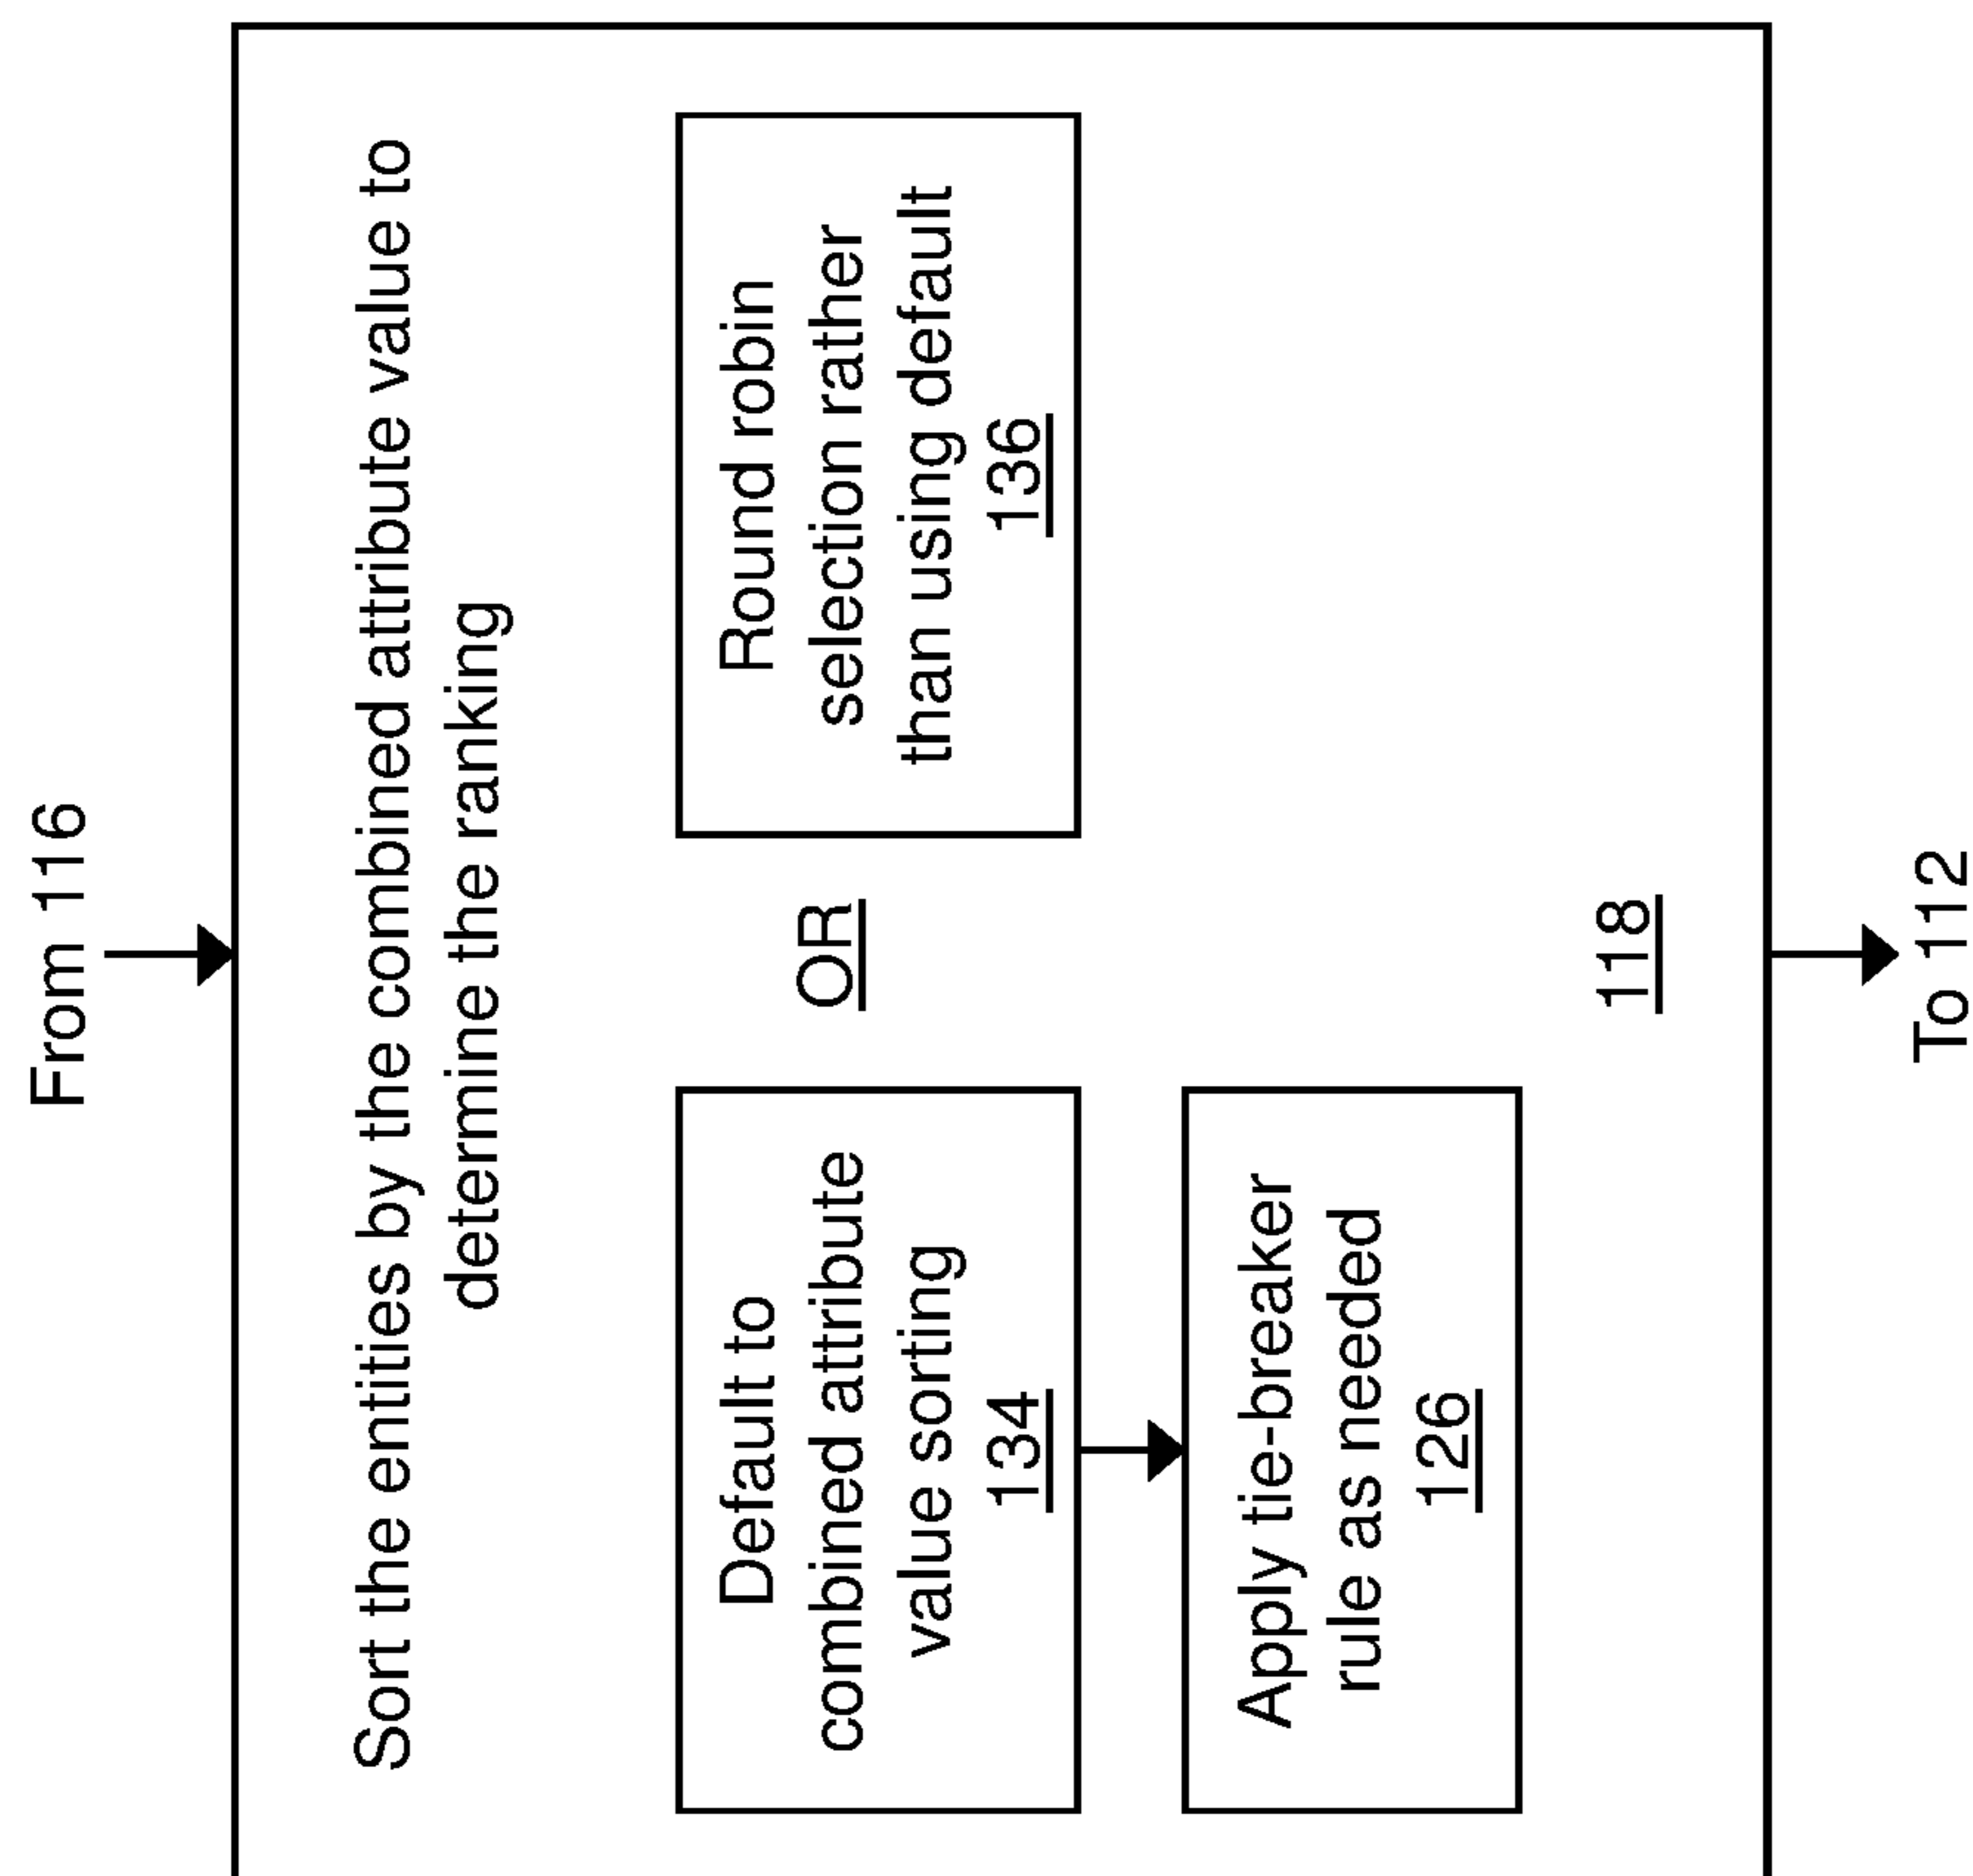 From 116
Sort the entities by the combined attribute value to
determine the ranking
Default to
combined attribute
value sorting
134
OR
Round robin
selection rather
than using default
136
Apply tie-breaker
rule as needed
126
118
To 112